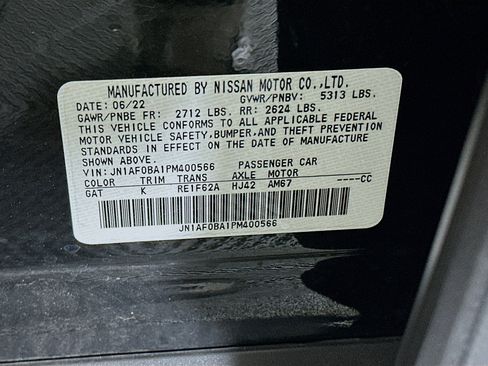 MANUFACTURED BY NISSAN MOTOR CO.,LTD.
DATE: 06/22 GVWR/PNBV: 5313 LBS.
GAWR/PNBE FR: 2712 LBS. RR: 2624 LBS.
THIS VEHICLE CONFORMS TO ALL APPLICABLE FEDERAL
MOTOR VEHICLE SAFETY, BUMPER, AND THEFT PREVENTION
STANDARDS IN EFFECT ON THE DATE OF MANUFACTURE
SHOWN ABOVE.
VIN: JN1AF0BA1PM400566 PASSENGER CAR
COLOR TRIM TRANS AXLE MOTOR
GAT K RE1F62A HJ42 AM67 ----CC
JN1AF0BA1PM400566